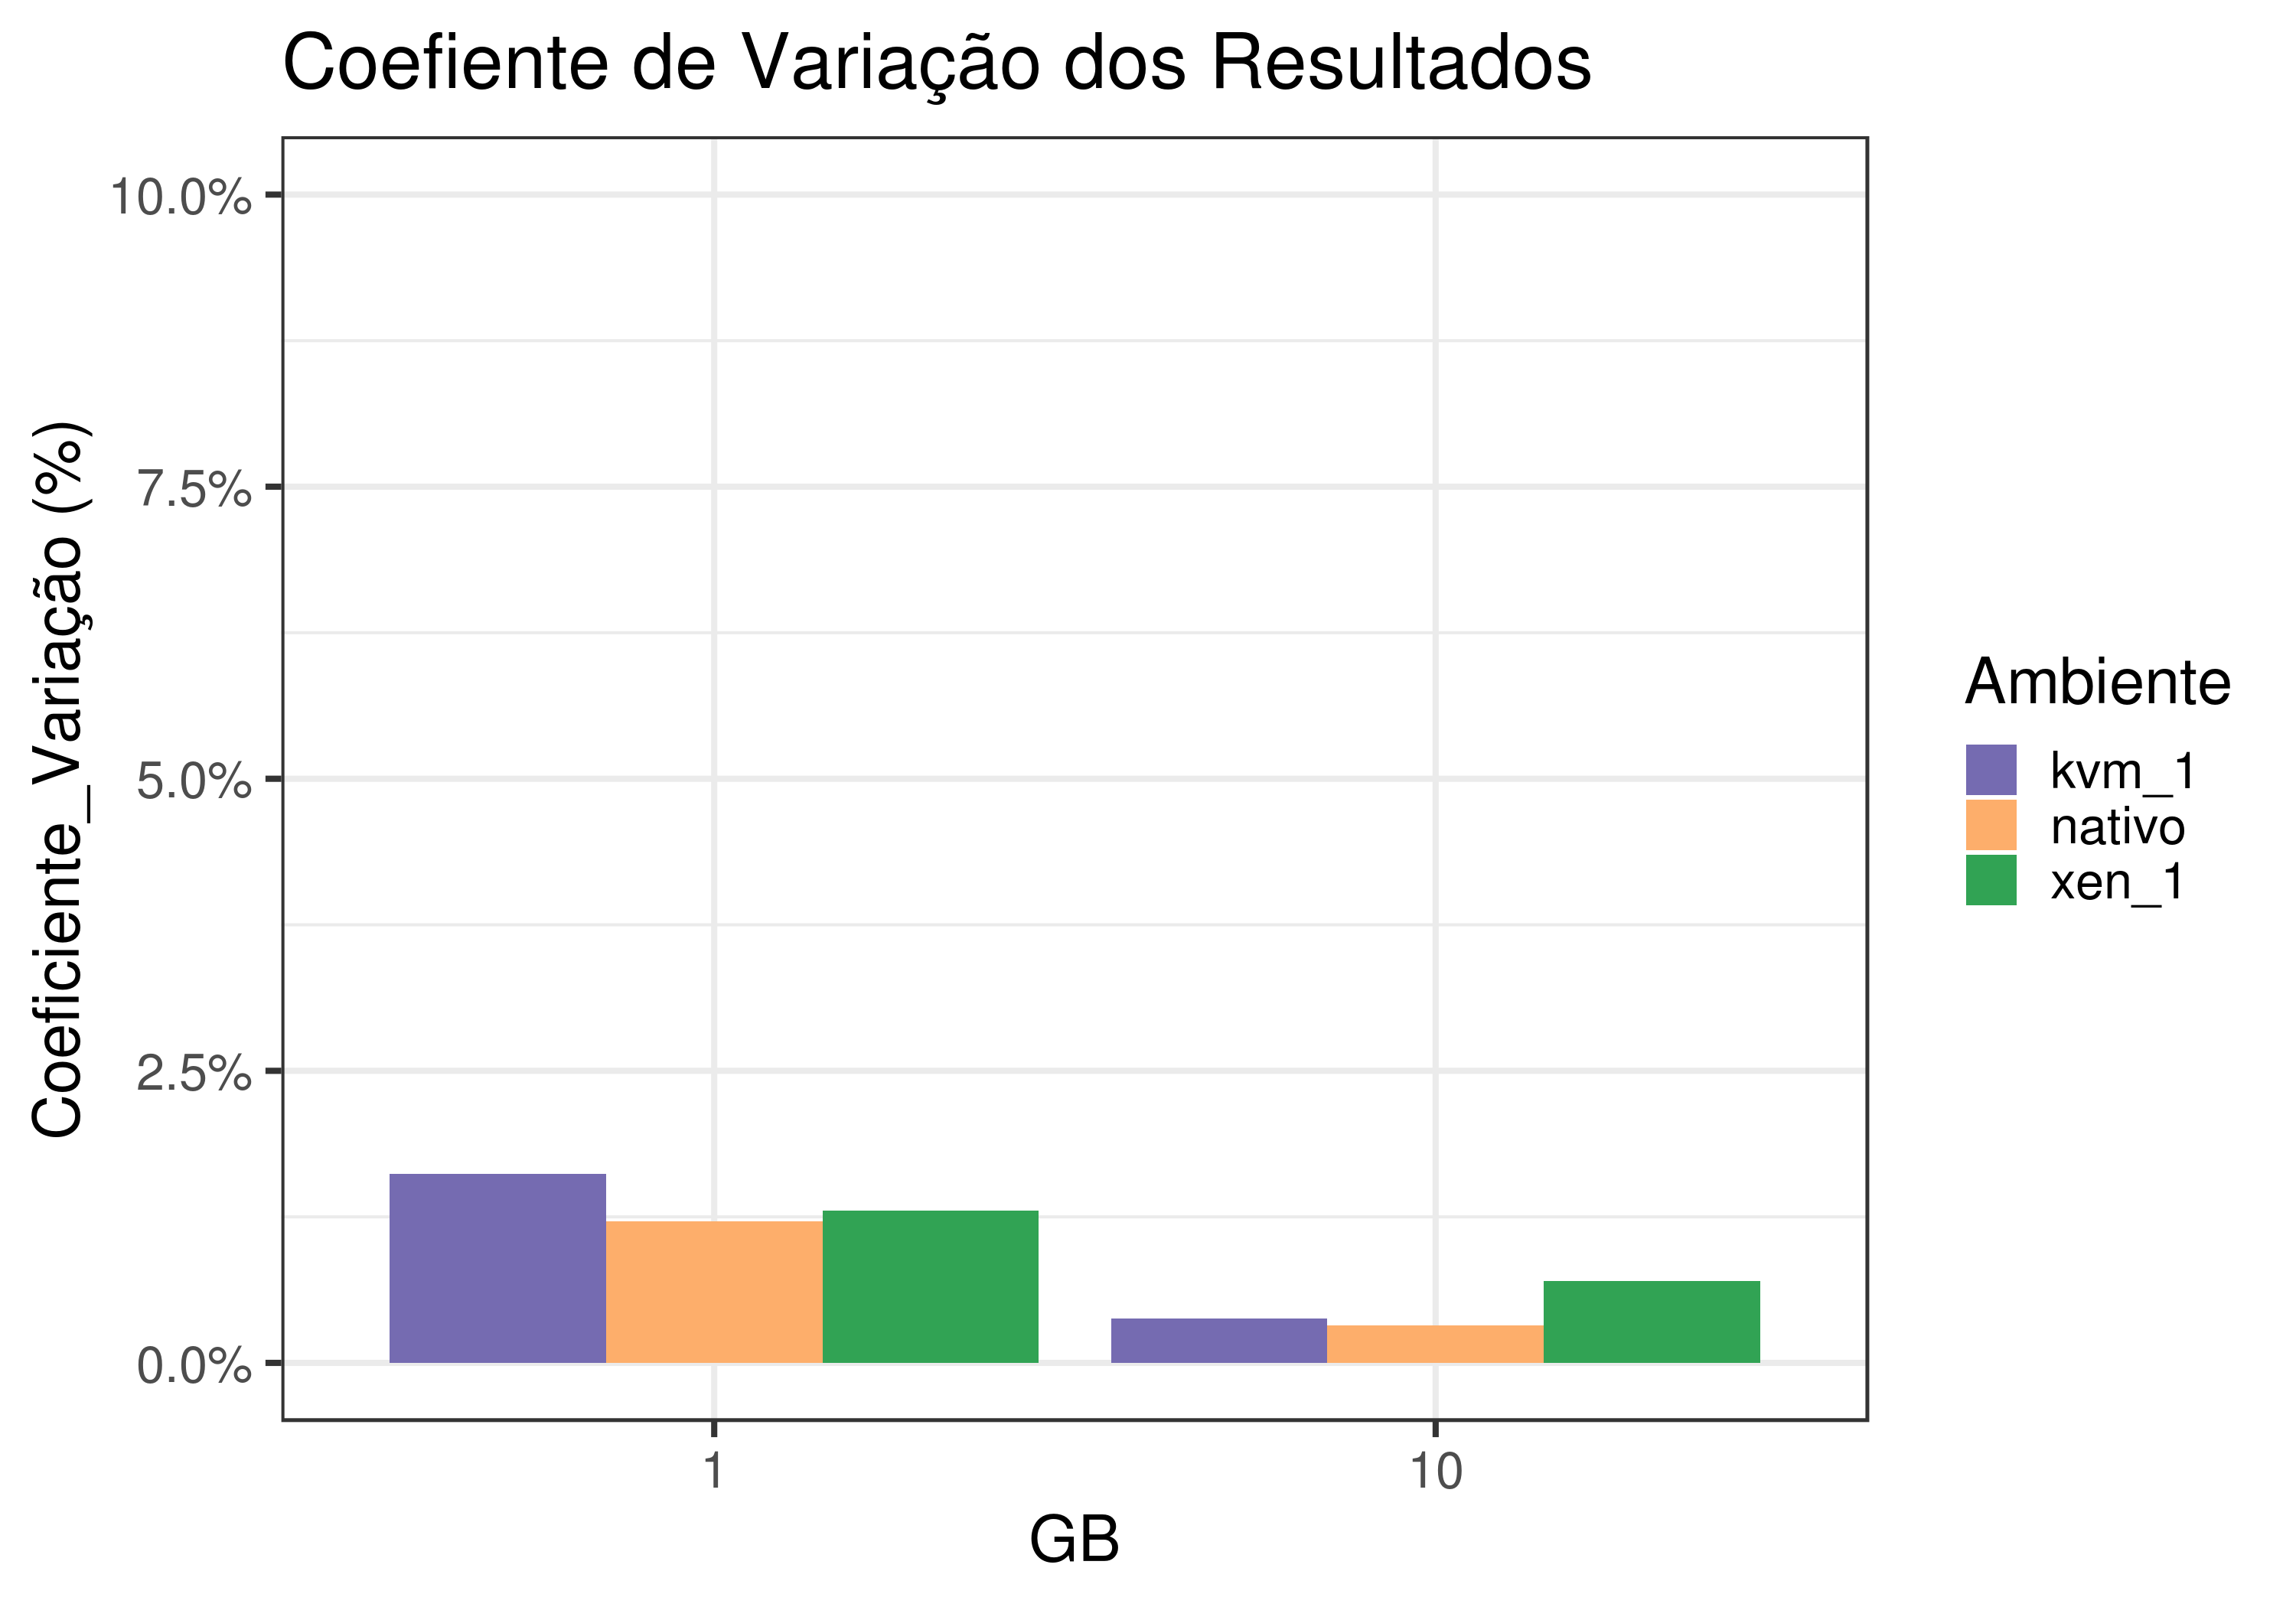 Coefiente de Variação dos Resultados
Coeficiente_Variação (%)
10.0%
7.5%
5.0%
2.5%
0.0%
1
10
GB
Ambiente
kvm_1
nativo
xen_1